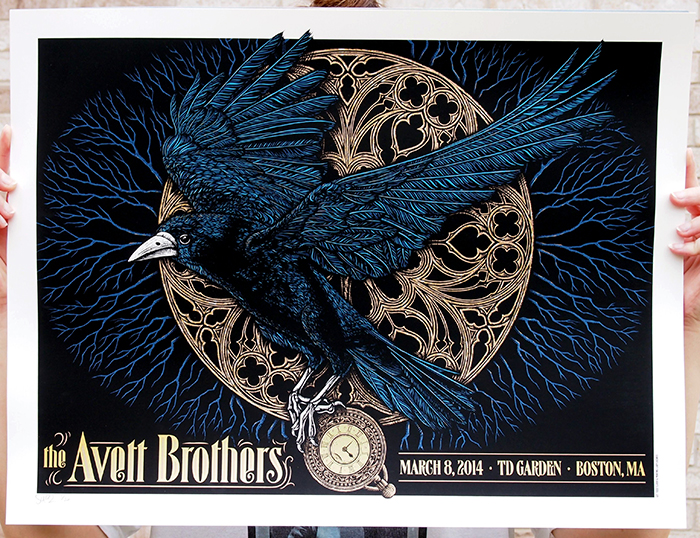 the Avett Brothers
MARCH 8, 2014 · TD GARDEN · BOSTON, MA